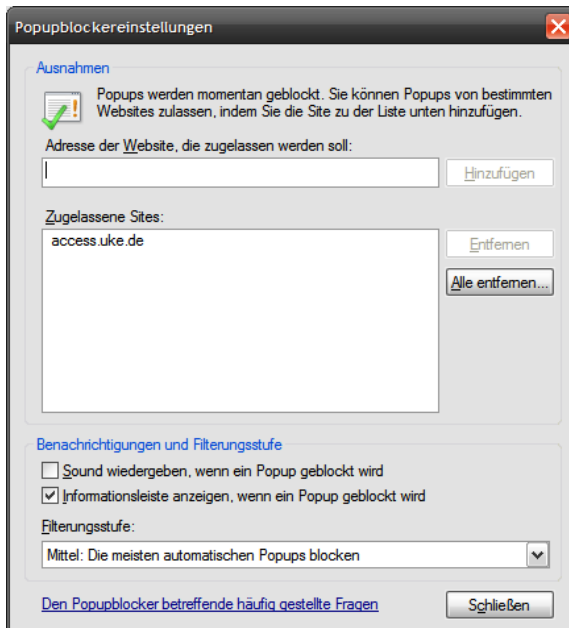 Popupblockereinstellungen
Ausnahmen
Popups werden momentan geblockt. Sie können Popups von bestimmten
Websites zulassen, indem Sie die Site zu der Liste unten hinzufügen.
Adresse der Website, die zugelassen werden soll:
Hinzufügen
Zugelassene Sites:
access.uke.de
Entfernen
Alle entfernen...
Benachrichtigungen und Filterungsstufe
Sound wiedergeben, wenn ein Popup geblockt wird
Informationsleiste anzeigen, wenn ein Popup geblockt wird
Filterungsstufe:
Mittel: Die meisten automatischen Popups blocken
Den Popupblocker betreffende häufig gestellte Fragen
Schließen